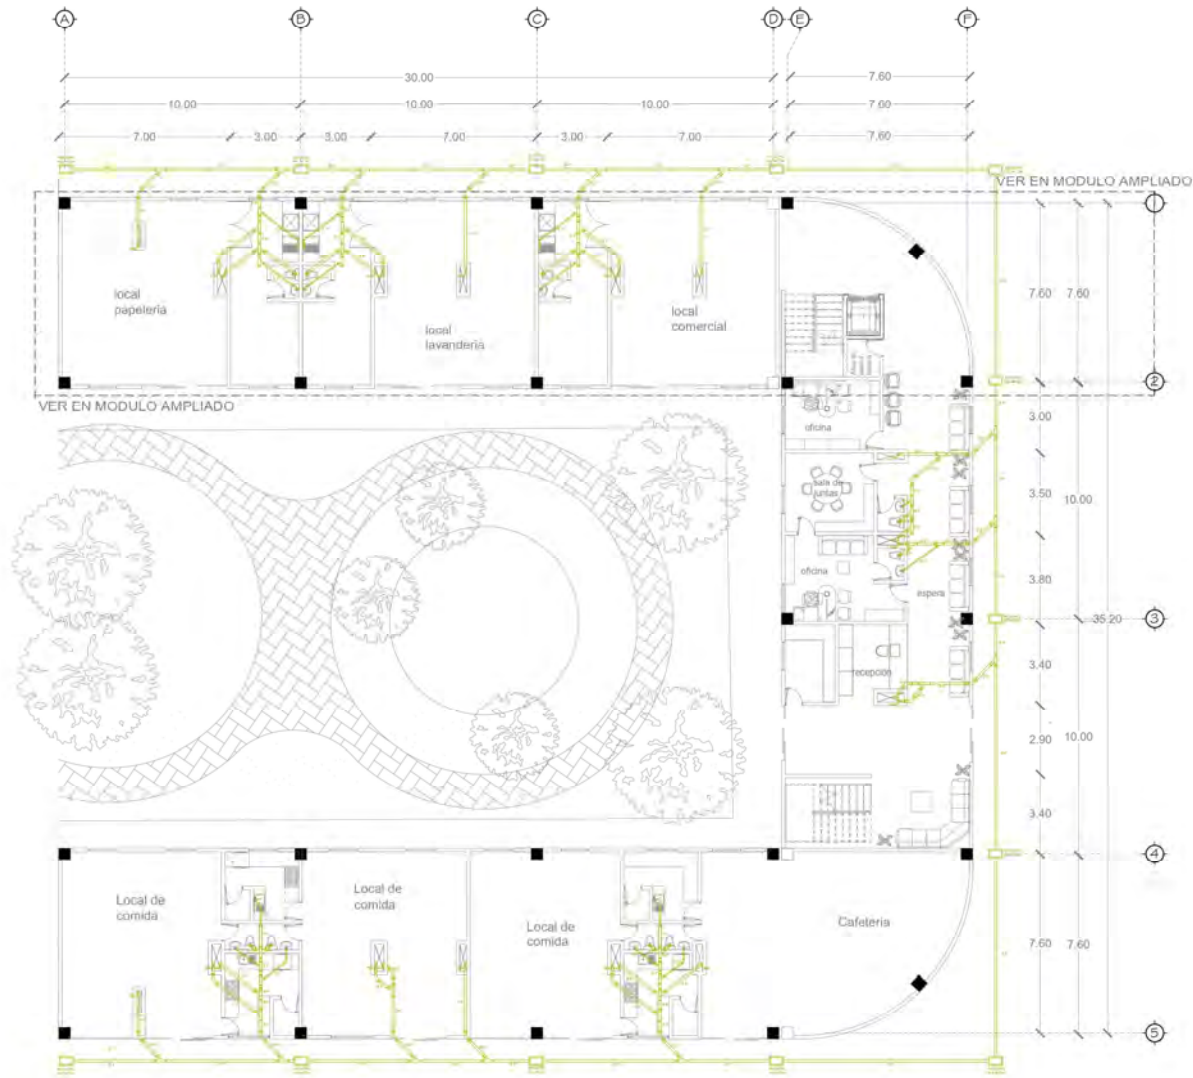 A B C D E F
30.00 7.60
10.00 10.00 10.00 7.60
7.00 3.00 3.00 7.00 3.00 7.00 7.60
VER EN MODULO AMPLIADO
1
7.60 7.60
local
papeleria
local
lavanderia
local
comercial
2
VER EN MODULO AMPLIADO
3.00
oficina
sala de
juntas
3.50
10.00
oficina
3.80
espera
35.20
3
recepción
3.40
2.90
10.00
3.40
4
Local de
comida
Local de
comida
Local de
comida
Cafeteria
7.60 7.60
5